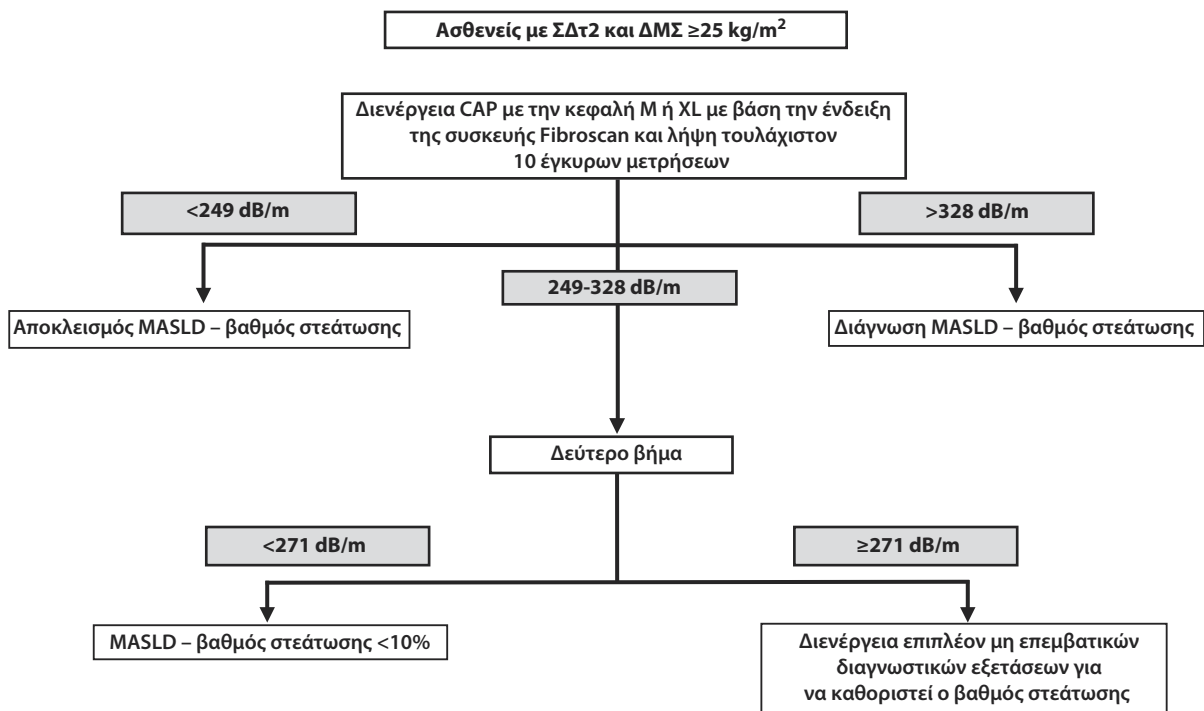 Ασθενείς με ΣΔτ2 και ΔΜΣ ≥25 kg/m²
Διενέργεια CAP με την κεφαλή Μ ή XL με βάση την ένδειξη
της συσκευής Fibroscan και λήψη τουλάχιστον
10 έγκυρων μετρήσεων
<249 dB/m
>328 dB/m
249-328 dB/m
Αποκλεισμός MASLD – βαθμός στεάτωσης
Διάγνωση MASLD – βαθμός στεάτωσης
Δεύτερο βήμα
<271 dB/m
≥271 dB/m
MASLD – βαθμός στεάτωσης <10%
Διενέργεια επιπλέον μη επεμβατικών
διαγνωστικών εξετάσεων για
να καθοριστεί ο βαθμός στεάτωσης